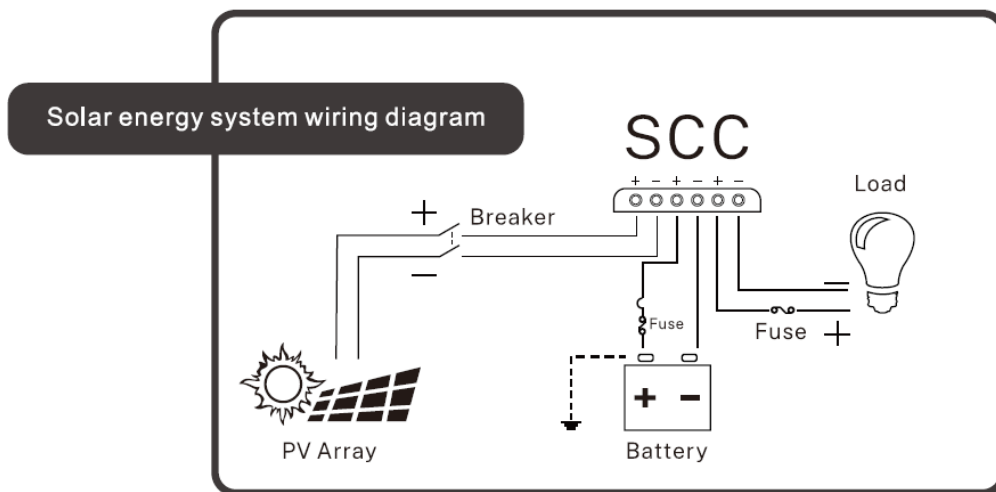 Solar energy system wiring diagram
SCC
+ − + − + −
Load
+ Breaker
−
−
Fuse
Fuse +
+ −
PV Array
Battery